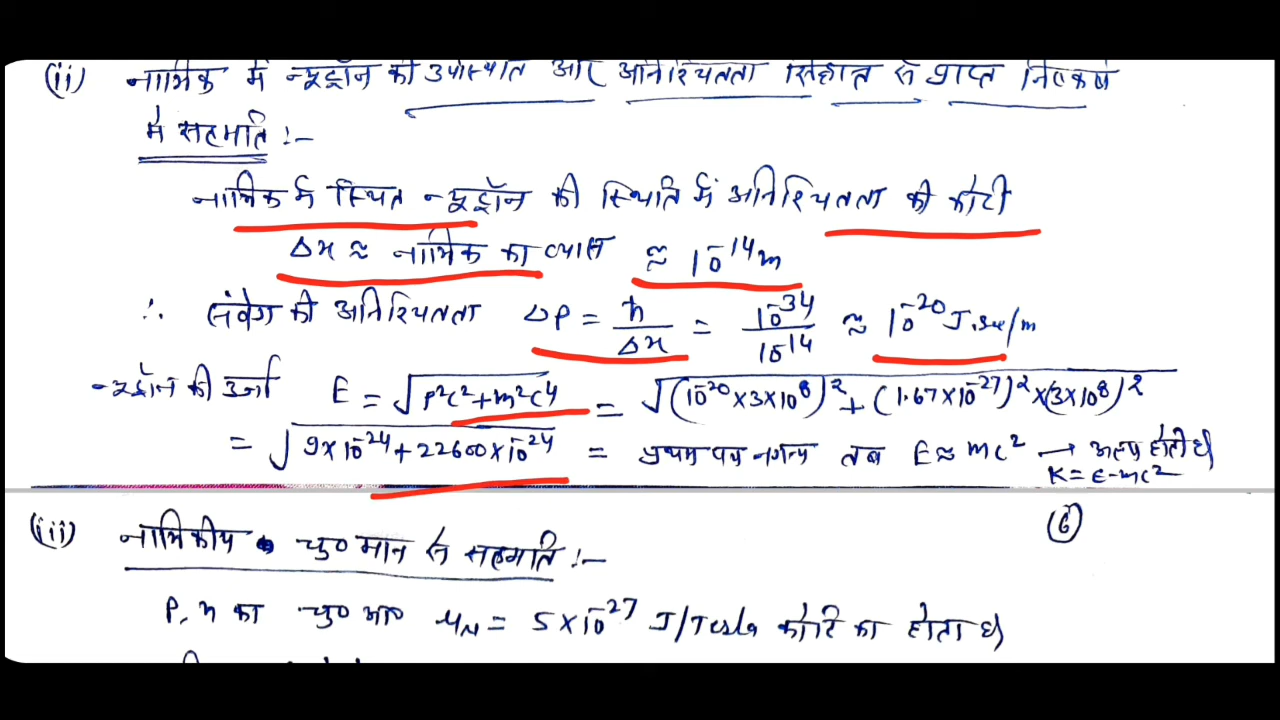 (ii) नाभिक में न्यूट्रॉन की उपस्थिति और अनिश्चितता सिद्धांत से प्राप्त निष्कर्ष
में सहमति :-
नाभिक में स्थित न्यूट्रॉन की स्थिति में अनिश्चितता की कोटी
Δx ≈ नाभिक का व्यास ≈ 10⁻¹⁴ m
∴ संवेग की अनिश्चितता ΔP = ħ/Δx = 10⁻³⁴/10⁻¹⁴ ≈ 10⁻²⁰ J.sec/m
न्यूट्रॉन की उर्जा E = √(P²c²+m²c⁴) = √((10⁻²⁰×3×10⁸)²+(1.67×10⁻²⁷)²×(3×10⁸)²)
= √(9×10⁻²⁴+22600×10⁻²⁴) = प्रथम पद नगण्य तब E≈mc² → अल्प होती है
K=E-mc²
(6)
(iii) नाभिकीय चु० मान से सहमति :-
P, n का चु० आ० μN = 5×10⁻²⁷ J/Tesla कोटि का होता है